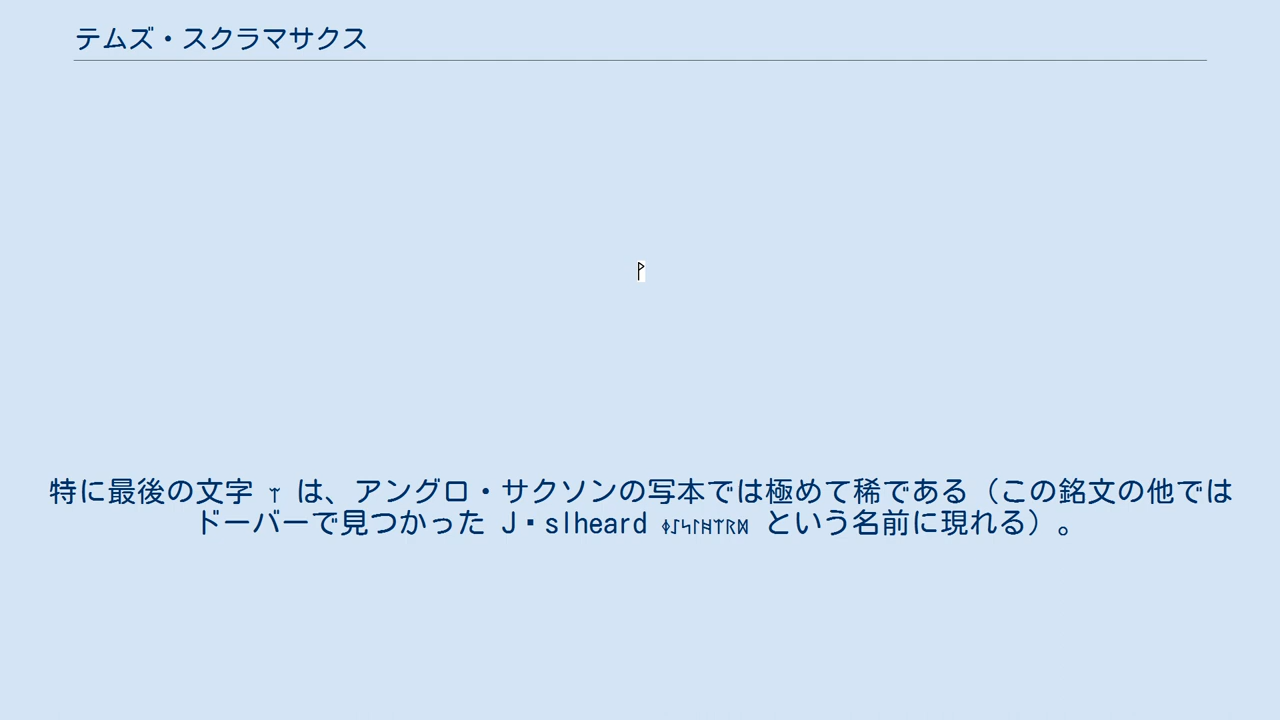 テムズ・スクラマサクス
ᚹ
特に最後の文字 ᛠ は、アングロ・サクソンの写本では極めて稀である（この銘文の他では
ドーバーで見つかった J·slheard ᛄᛇᛋᛚᚻᛠᚱᛞ という名前に現れる）。